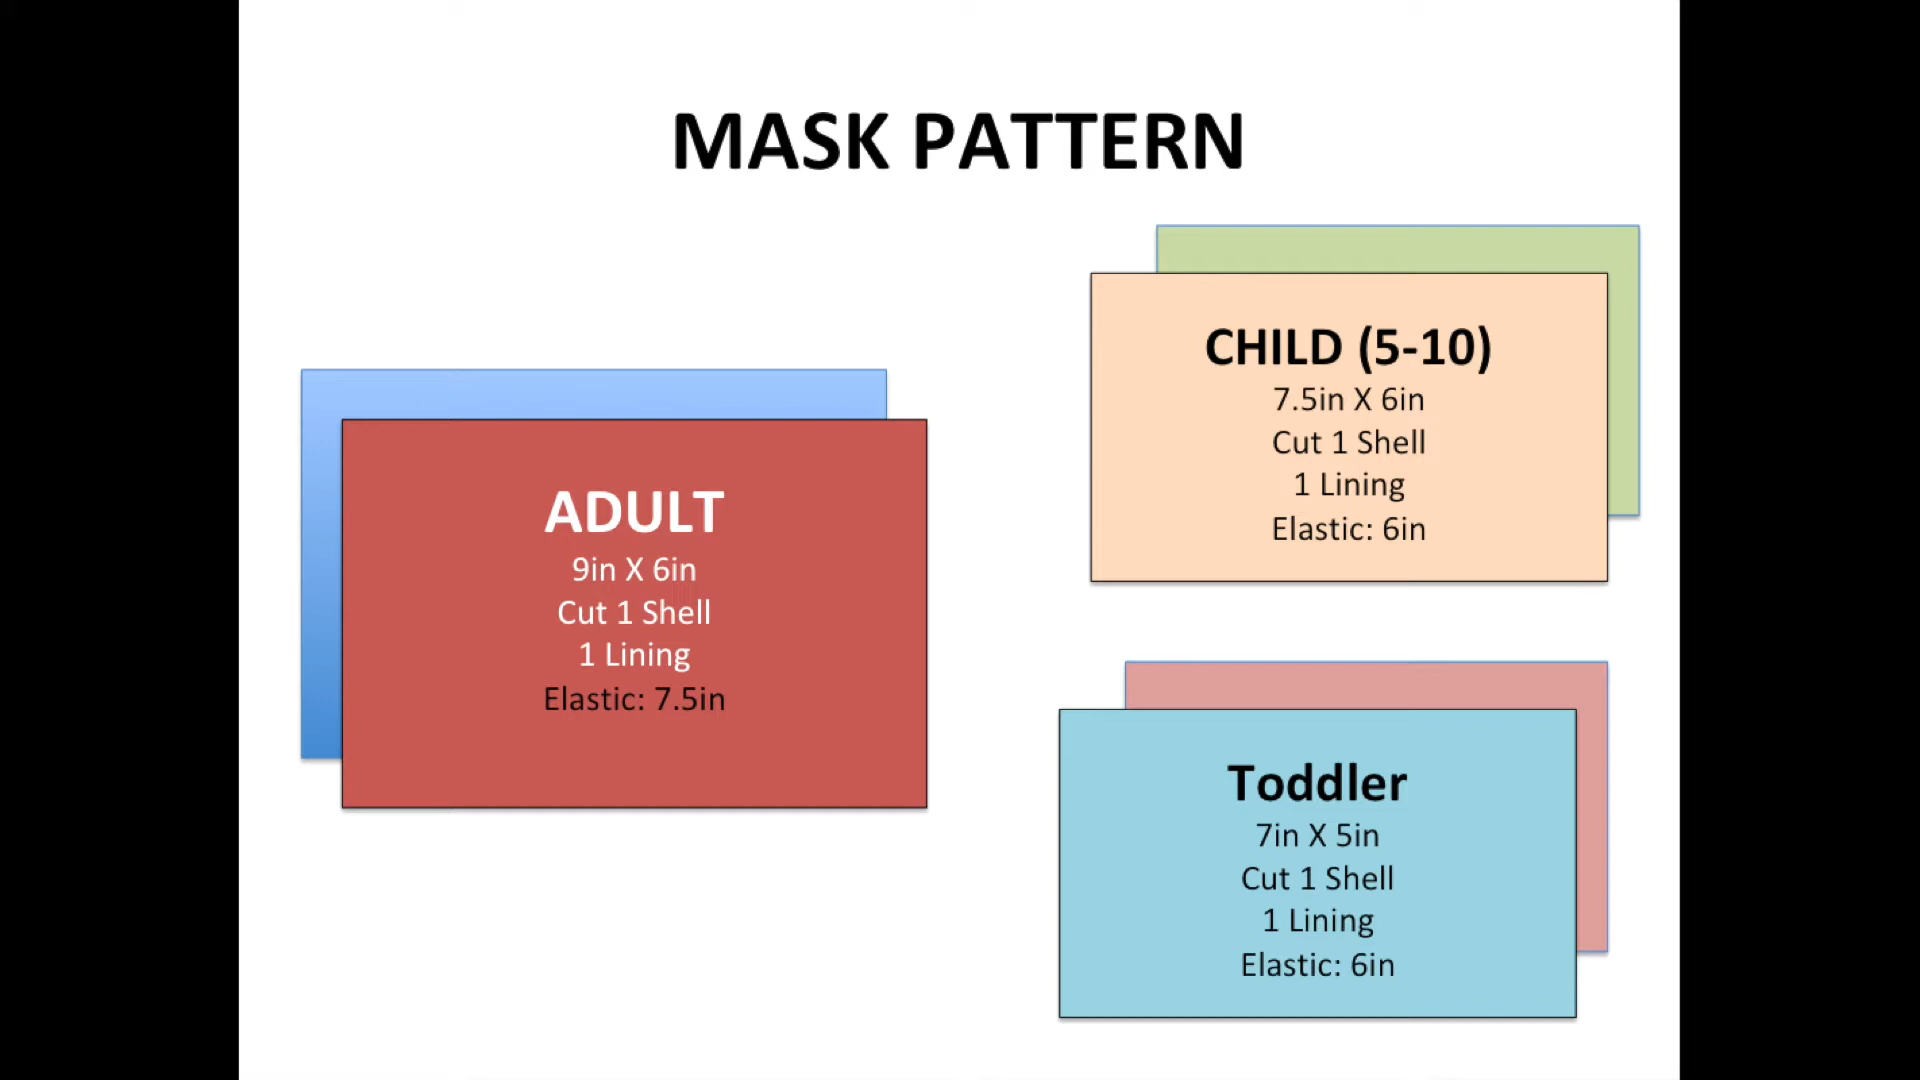 MASK PATTERN
ADULT
9in X 6in
Cut 1 Shell
1 Lining
Elastic: 7.5in
CHILD (5-10)
7.5in X 6in
Cut 1 Shell
1 Lining
Elastic: 6in
Toddler
7in X 5in
Cut 1 Shell
1 Lining
Elastic: 6in